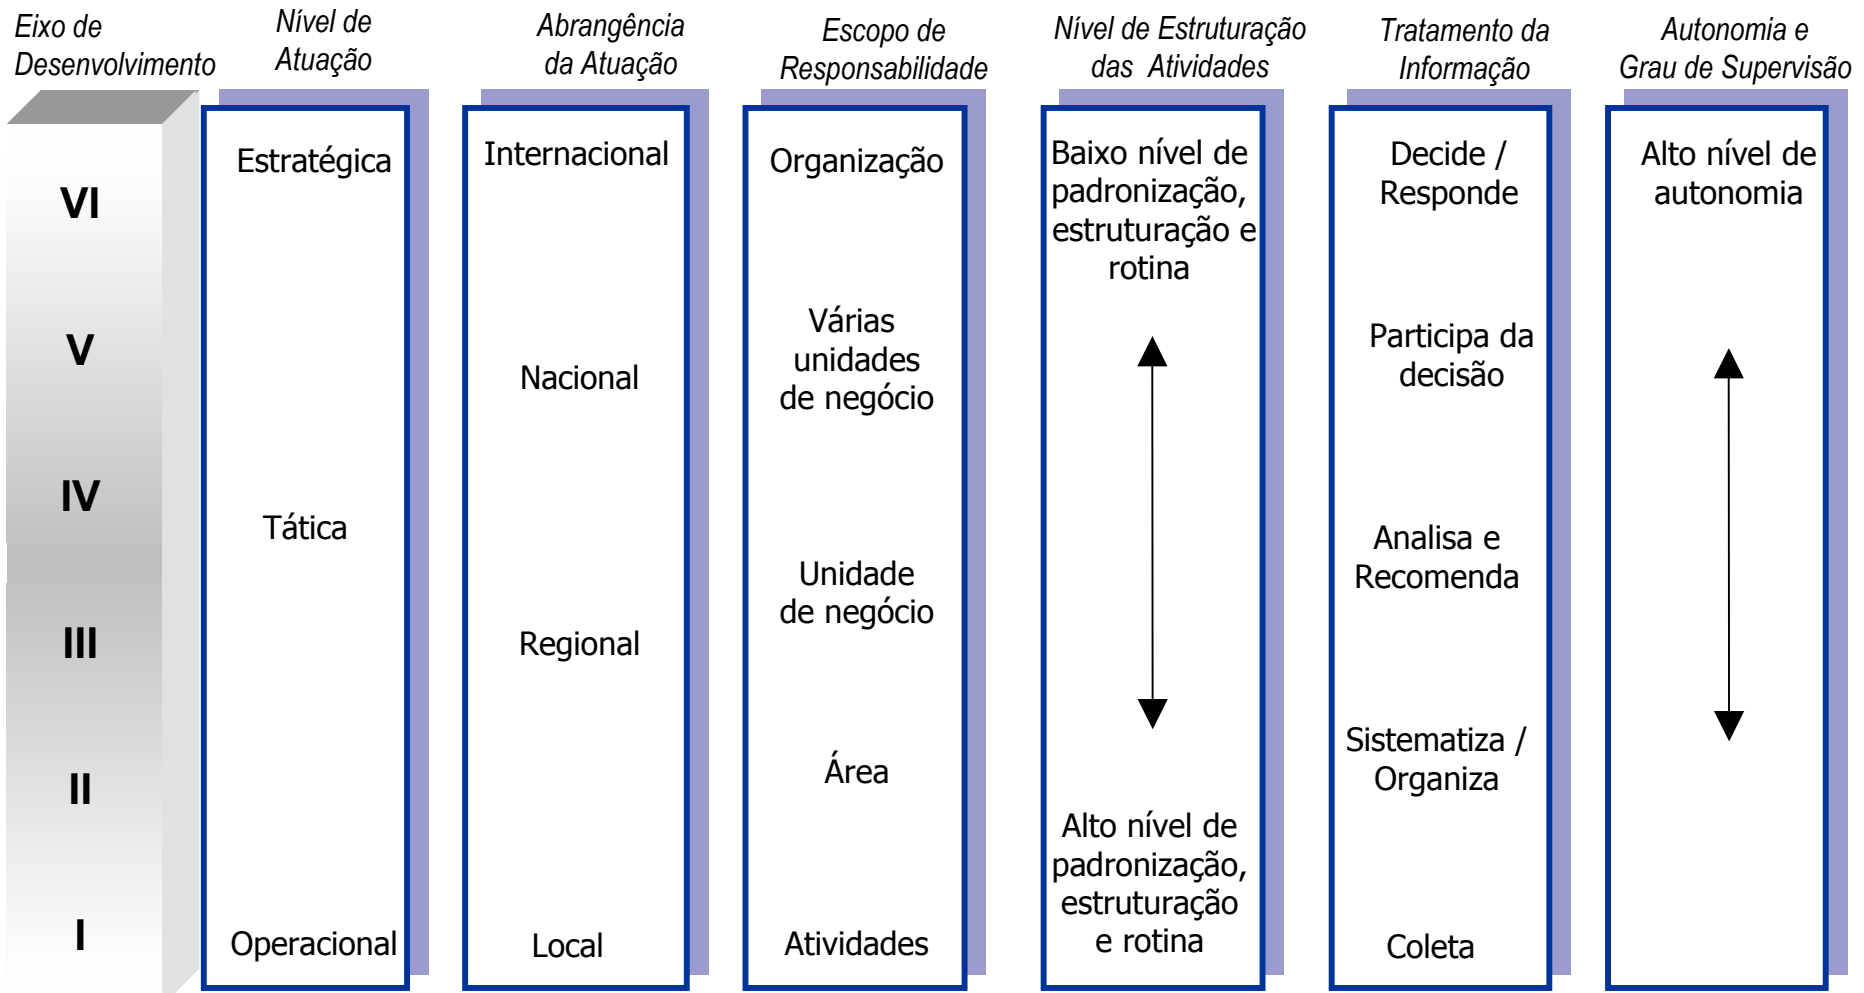 Eixo de
Desenvolvimento
Nível de
Atuação
Abrangência
da Atuação
Escopo de
Responsabilidade
Nível de Estruturação
das Atividades
Tratamento da
Informação
Autonomia e
Grau de Supervisão
VI
V
IV
III
II
I
Estratégica
Tática
Operacional
Internacional
Nacional
Regional
Local
Organização
Várias
unidades
de negócio
Unidade
de negócio
Área
Atividades
Baixo nível de
padronização,
estruturação e
rotina
Alto nível de
padronização,
estruturação
e rotina
Decide /
Responde
Participa da
decisão
Analisa e
Recomenda
Sistematiza /
Organiza
Coleta
Alto nível de
autonomia